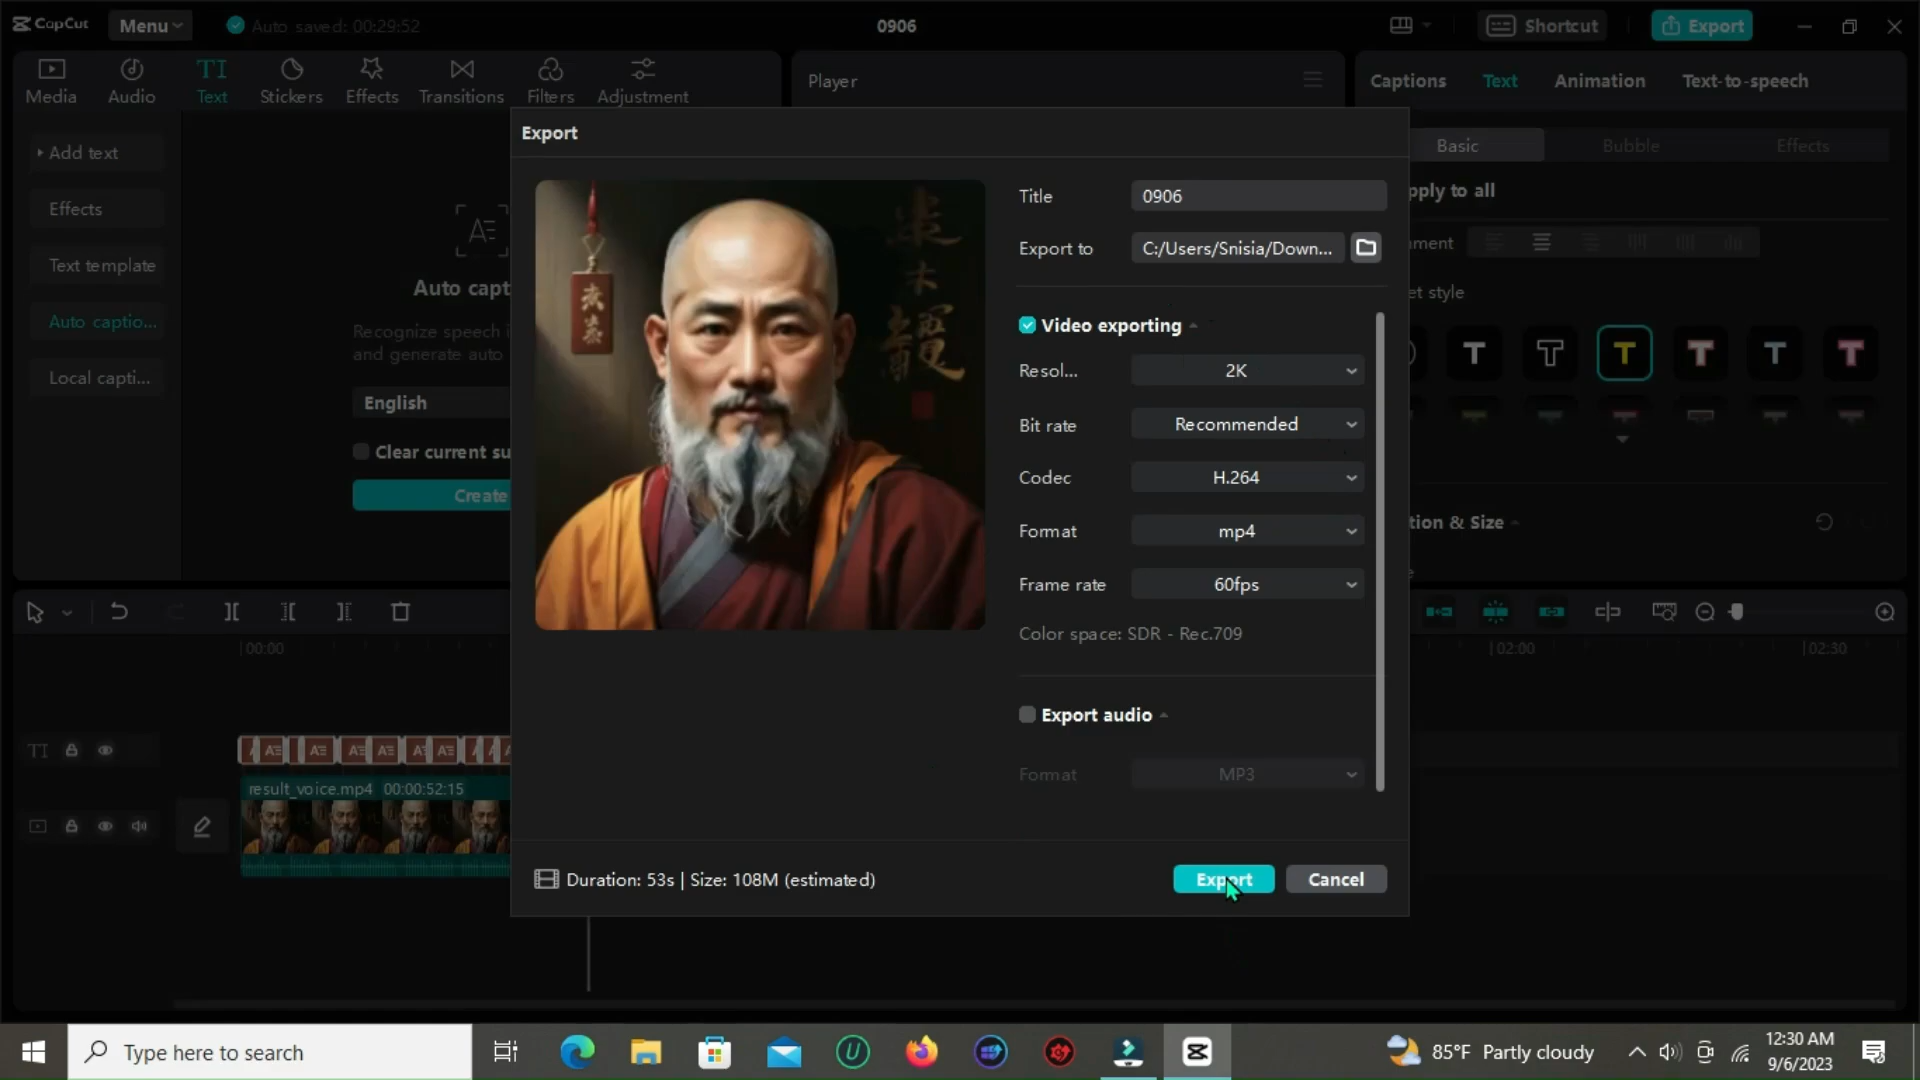 CapCut
Menu
Auto saved: 00:29:52
0906
Shortcut
Export
Media
Audio
TI
Text
Stickers
Effects
Transitions
Filters
Adjustment
Player
Captions
Text
Animation
Text-to-speech
Add text
Effects
Text template
Auto captio...
Local capti...
Auto capt
Recognize speech i
and generate auto
English
Clear current su
Create
Basic
Bubble
Effects
pply to all
nment
et style
tion & Size
Export
Title
0906
Export to
C:/Users/Snisia/Down...
Video exporting
Resol...
2K
Bit rate
Recommended
Codec
H.264
Format
mp4
Frame rate
60fps
Color space: SDR - Rec.709
Export audio
Format
MP3
Duration: 53s | Size: 108M (estimated)
Export
Cancel
00:00
02:00
02:30
TI
result_voice.mp4 00:00:52:15
Type here to search
85°F Partly cloudy
12:30 AM
9/6/2023